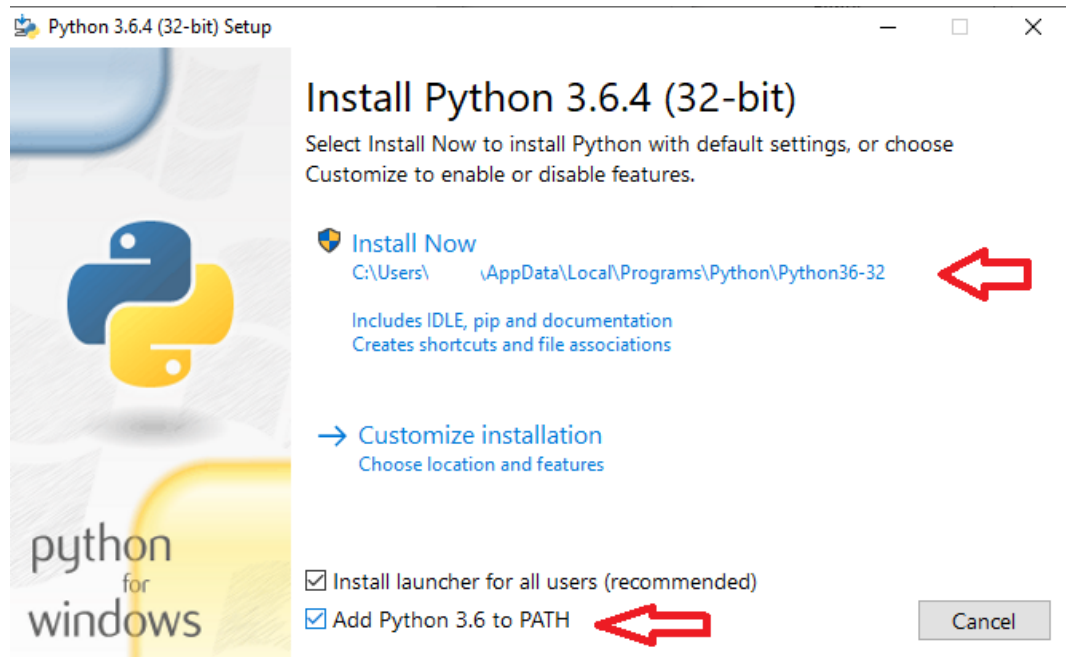 Python 3.6.4 (32-bit) Setup
Install Python 3.6.4 (32-bit)
Select Install Now to install Python with default settings, or choose
Customize to enable or disable features.
Install Now
C:\Users\ \AppData\Local\Programs\Python\Python36-32
Includes IDLE, pip and documentation
Creates shortcuts and file associations
Customize installation
Choose location and features
python
for
windows
Install launcher for all users (recommended)
Add Python 3.6 to PATH
Cancel